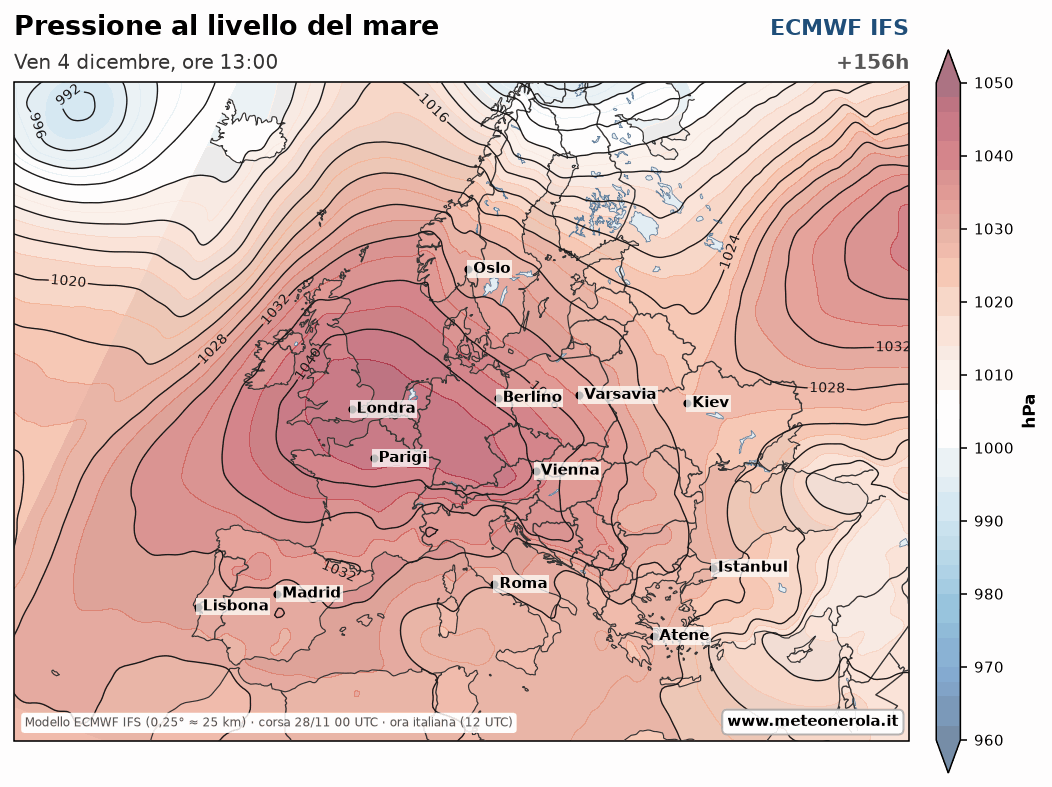 Pressione al livello del mare
ECMWF IFS
Ven 4 dicembre, ore 13:00
+156h
992
996
1016
1020
1024
1028
1032
1040
1032
1028
1032
Oslo
Londra
Berlino
Varsavia
Kiev
Parigi
Vienna
Istanbul
Roma
Madrid
Lisbona
Atene
1050
1040
1030
1020
1010
1000
990
980
970
960
hPa
Modello ECMWF IFS (0,25° ≈ 25 km) · corsa 28/11 00 UTC · ora italiana (12 UTC)
www.meteonerola.it